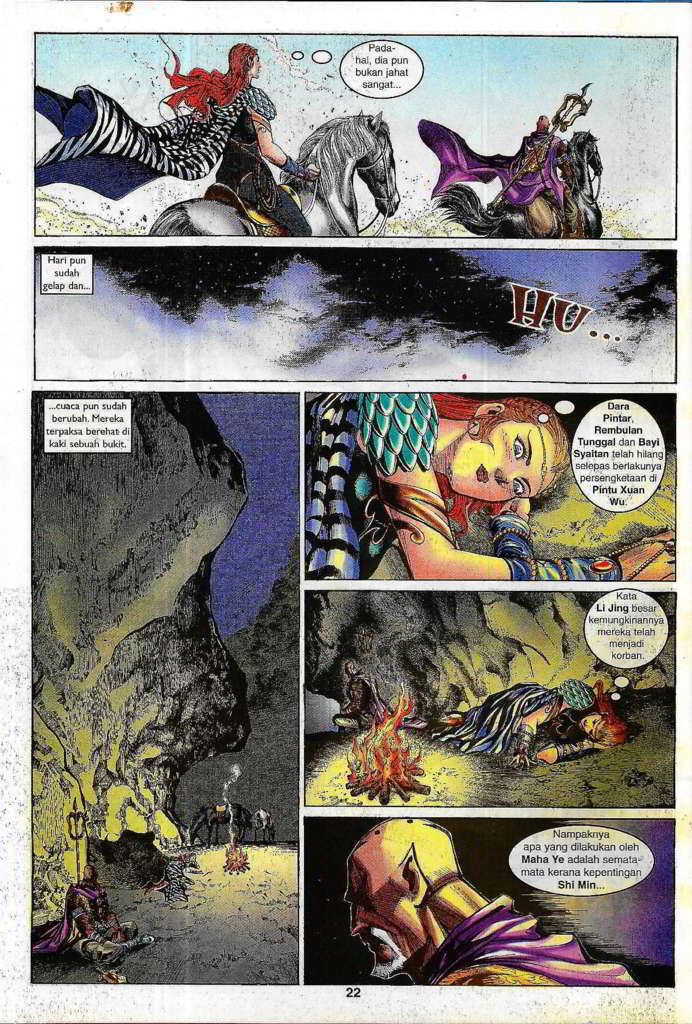 Pada-
hal, dia pun
bukan jahat
sangat...
Hari pun
sudah
gelap dan...
HU...
...cuaca pun sudah
berubah. Mereka
terpaksa berehat di
kaki sebuah bukit.
Dara
Pintar,
Rembulan
Tunggal dan Bayi
Syaitan telah hilang
selepas berlakunya
persengketaan di
Pintu Xuan
Wu.
Kata
Li Jing besar
kemungkinannya
mereka telah
menjadi
korban.
Nampaknya
apa yang dilakukan oleh
Maha Ye adalah semata-
mata kerana kepentingan
Shi Min...
22